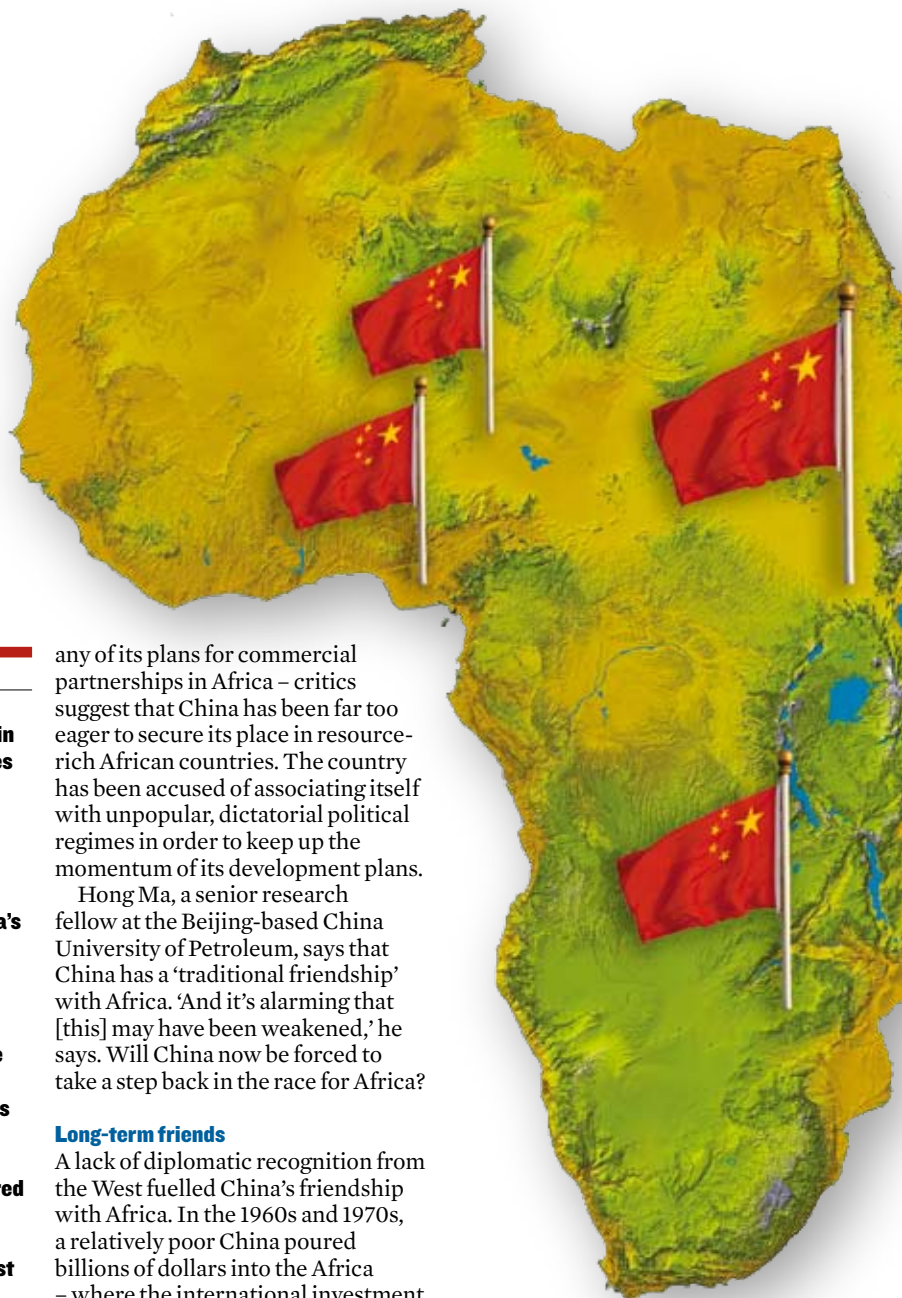 in
es
a's
e
s
st
any of its plans for commercial
partnerships in Africa – critics
suggest that China has been far too
eager to secure its place in resource-
rich African countries. The country
has been accused of associating itself
with unpopular, dictatorial political
regimes in order to keep up the
momentum of its development plans.
Hong Ma, a senior research
fellow at the Beijing-based China
University of Petroleum, says that
China has a ‘traditional friendship’
with Africa. ‘And it’s alarming that
[this] may have been weakened,’ he
says. Will China now be forced to
take a step back in the race for Africa?
Long-term friends
A lack of diplomatic recognition from
the West fuelled China’s friendship
with Africa. In the 1960s and 1970s,
a relatively poor China poured
billions of dollars into the Africa
– where the international investment